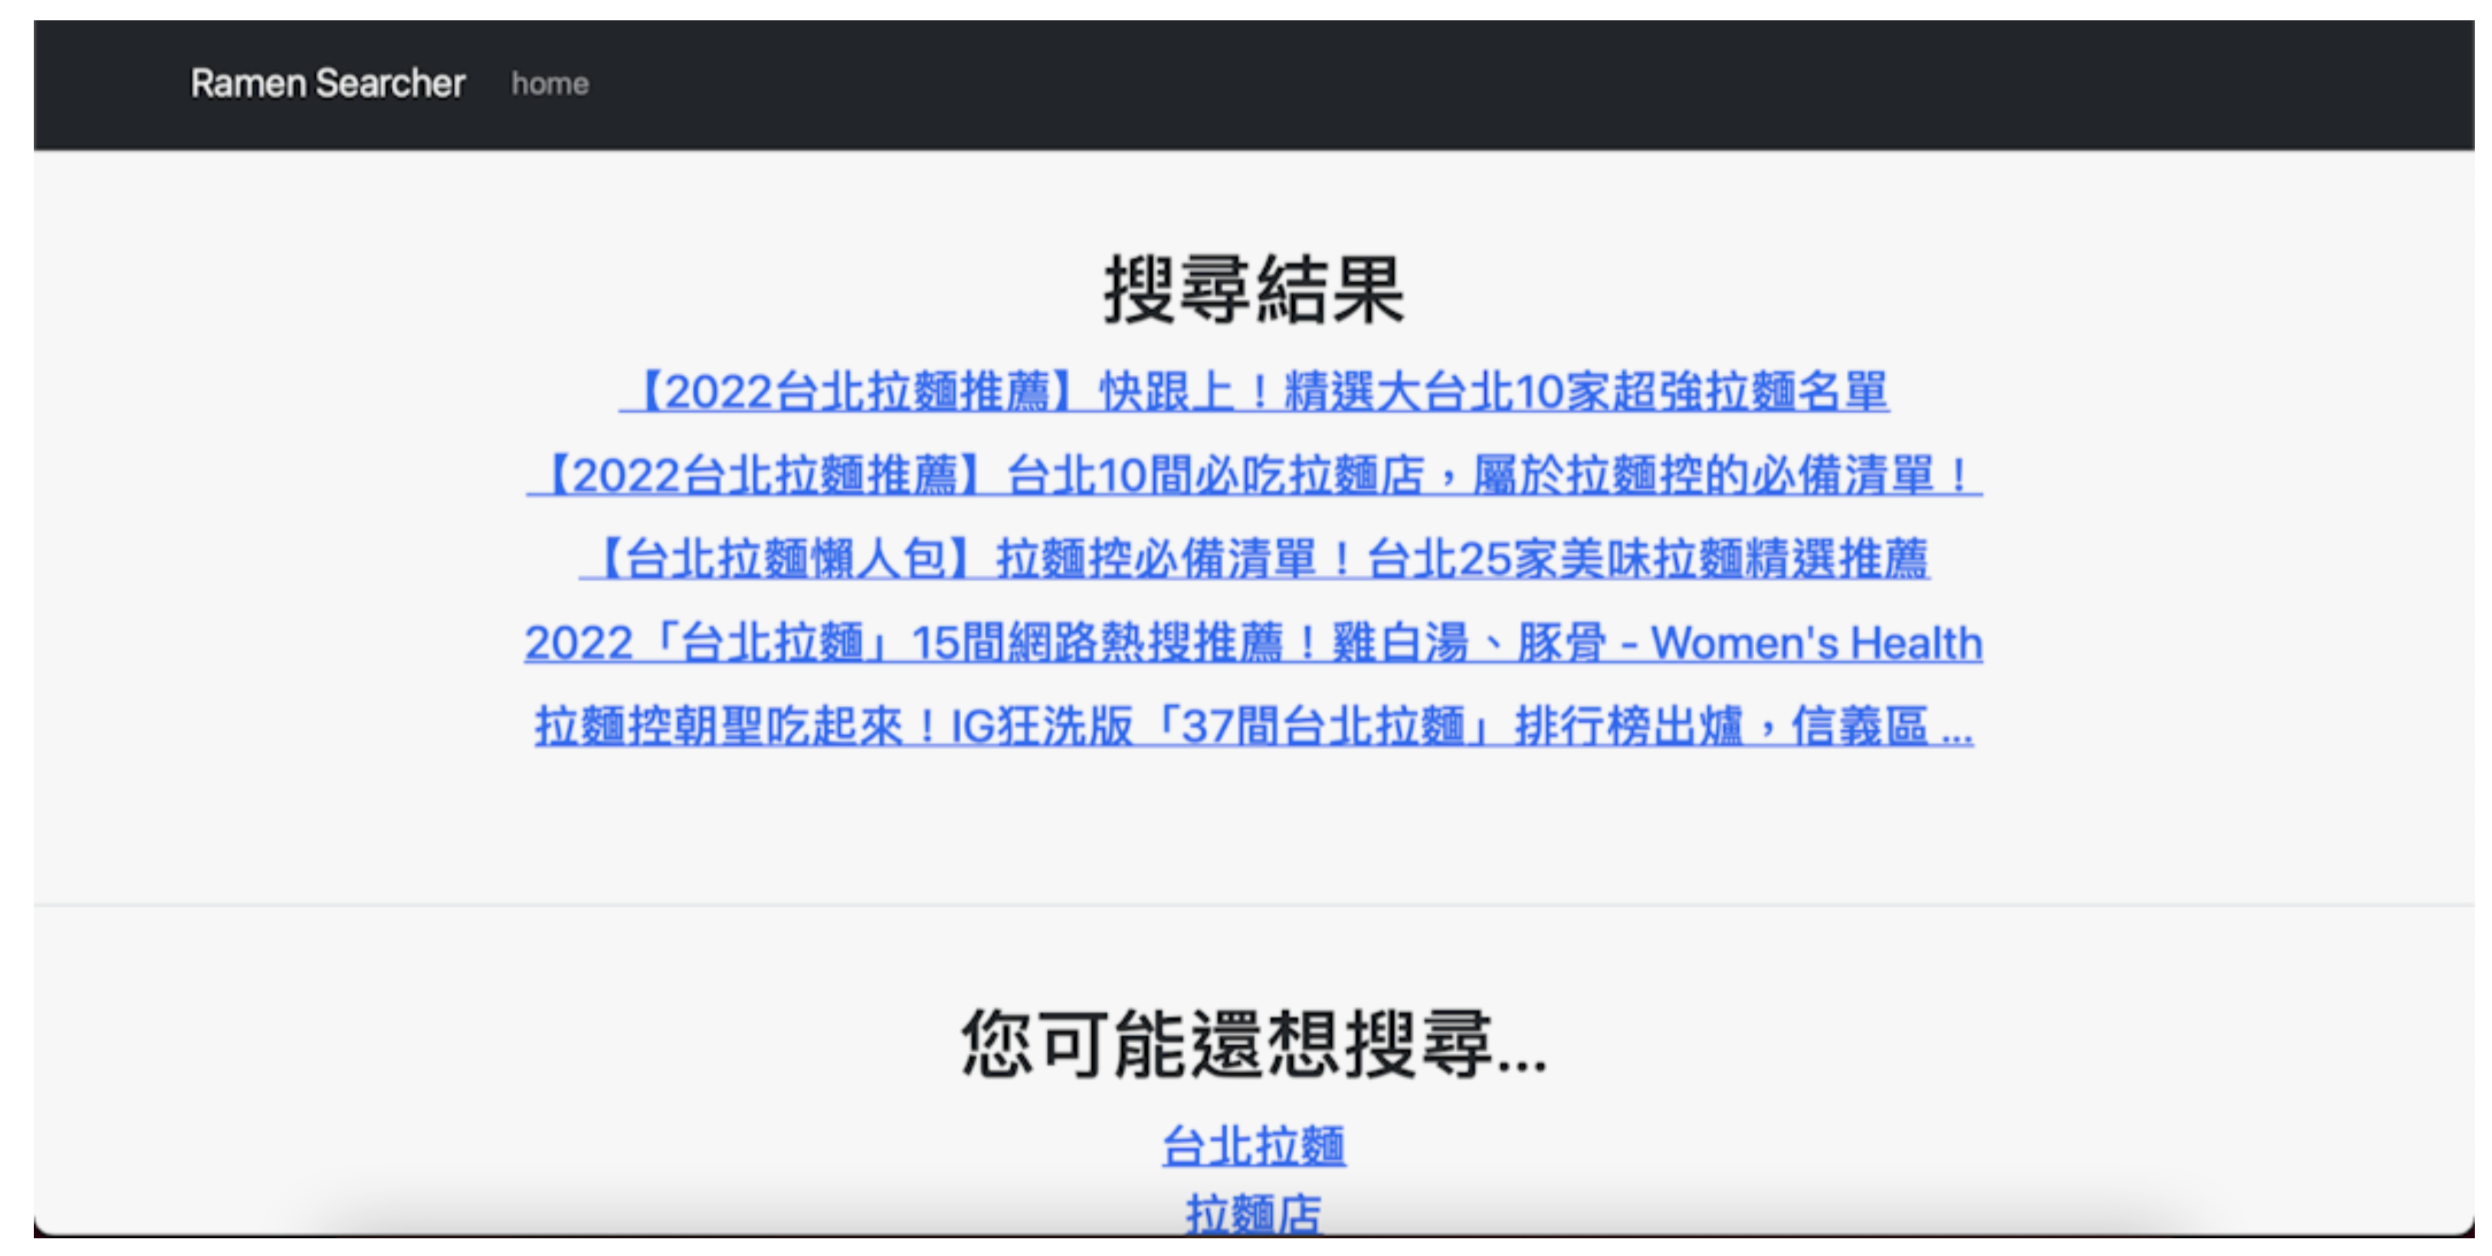 Ramen Searcher home
搜尋結果
【2022台北拉麵推薦】快跟上！精選大台北10家超強拉麵名單
【2022台北拉麵推薦】台北10間必吃拉麵店，屬於拉麵控的必備清單！
【台北拉麵懶人包】拉麵控必備清單！台北25家美味拉麵精選推薦
2022「台北拉麵」15間網路熱搜推薦！雞白湯、豚骨 - Women's Health
拉麵控朝聖吃起來！IG狂洗版「37間台北拉麵」排行榜出爐，信義區 ...
您可能還想搜尋...
台北拉麵
拉麵店